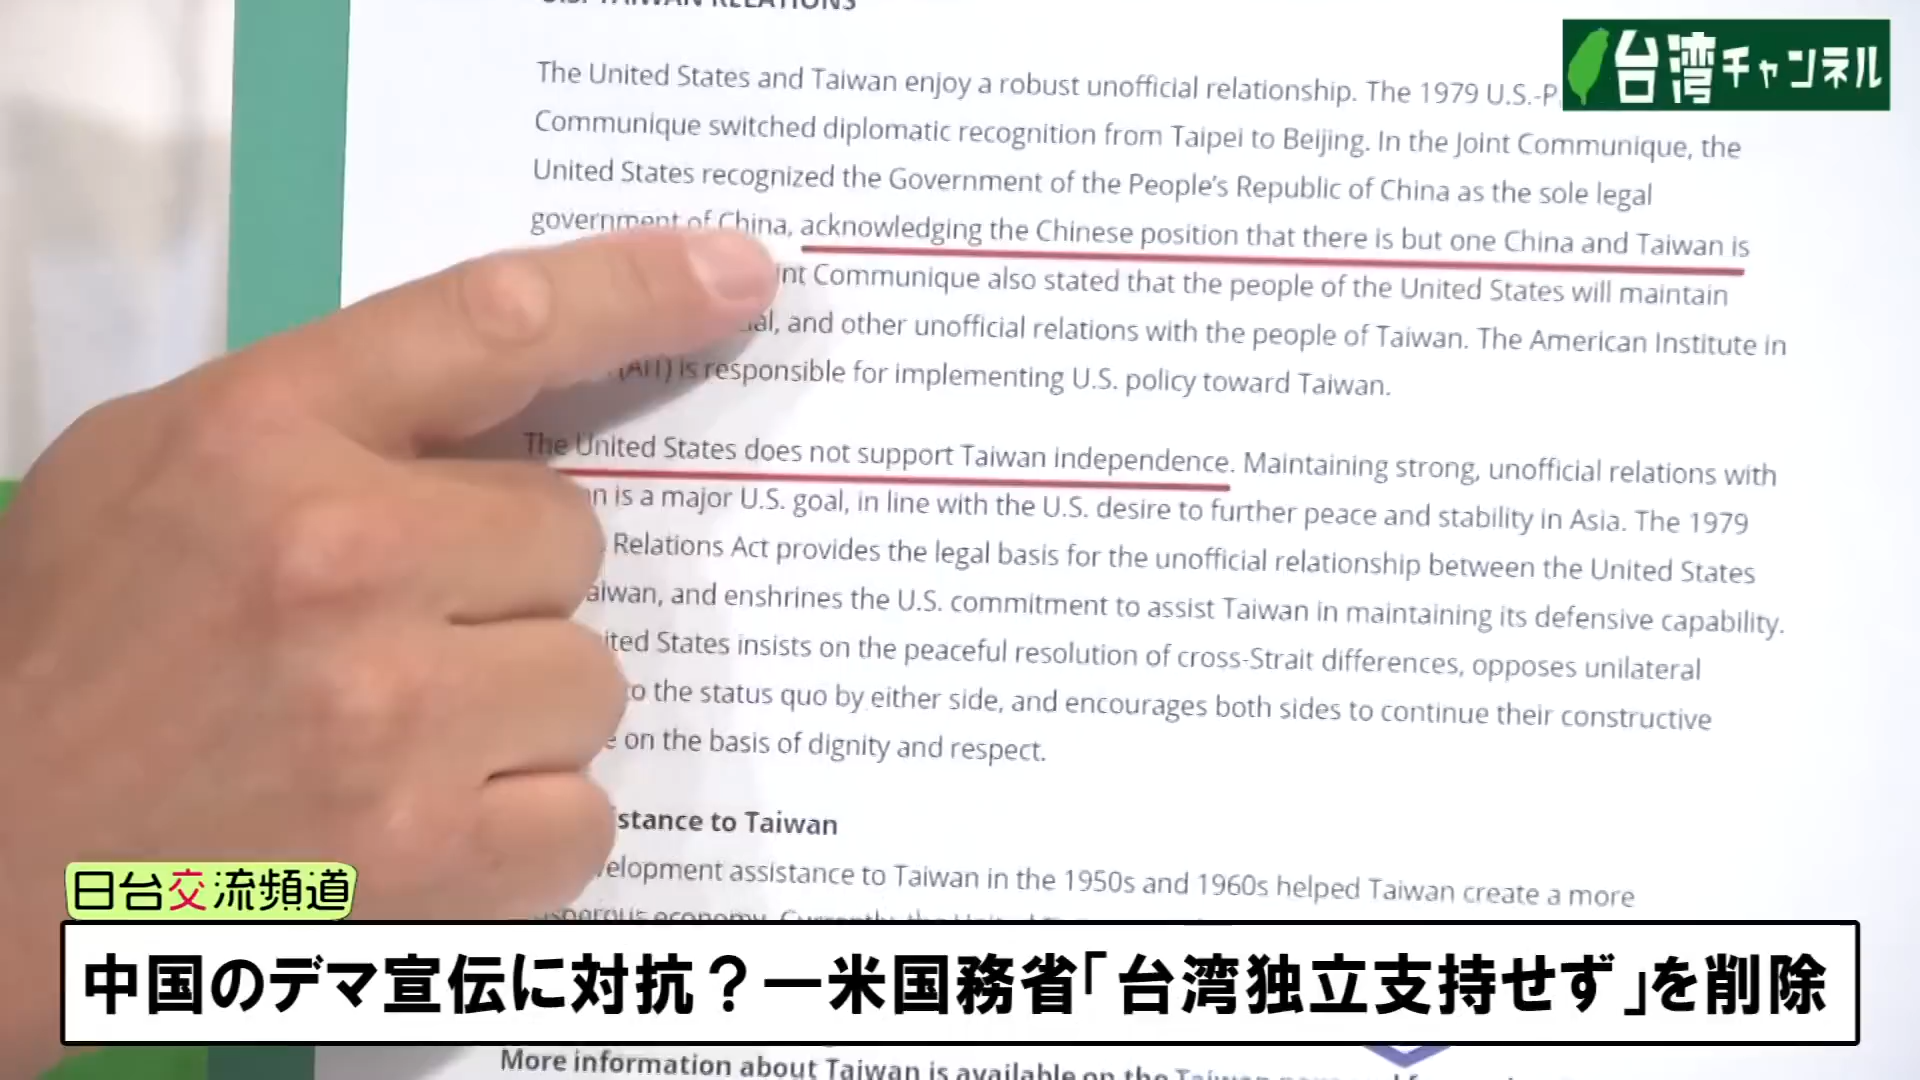 U.S.-TAIWAN RELATIONS
台湾チャンネル
The United States and Taiwan enjoy a robust unofficial relationship. The 1979 U.S.-P
Communique switched diplomatic recognition from Taipei to Beijing. In the Joint Communique, the
United States recognized the Government of the People's Republic of China as the sole legal
government of China, acknowledging the Chinese position that there is but one China and Taiwan is
Communique also stated that the people of the United States will maintain
and other unofficial relations with the people of Taiwan. The American Institute in
(AIT) is responsible for implementing U.S. policy toward Taiwan.
The United States does not support Taiwan independence. Maintaining strong, unofficial relations with
is a major U.S. goal, in line with the U.S. desire to further peace and stability in Asia. The 1979
Relations Act provides the legal basis for the unofficial relationship between the United States
aiwan, and enshrines the U.S. commitment to assist Taiwan in maintaining its defensive capability.
ited States insists on the peaceful resolution of cross-Strait differences, opposes unilateral
to the status quo by either side, and encourages both sides to continue their constructive
on the basis of dignity and respect.
stance to Taiwan
elopment assistance to Taiwan in the 1950s and 1960s helped Taiwan create a more
日台交流頻道
中国のデマ宣伝に対抗？ー米国務省「台湾独立支持せず」を削除
More information about Taiwan is available on the Taiwan